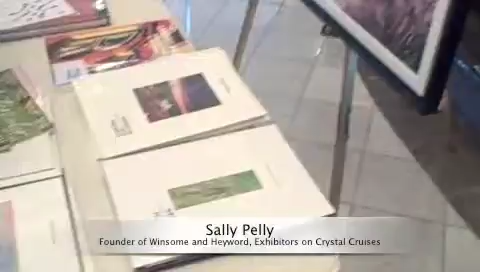 Sally Pelly
Founder of Winsome and Heyword, Exhibitors on Crystal Cruises